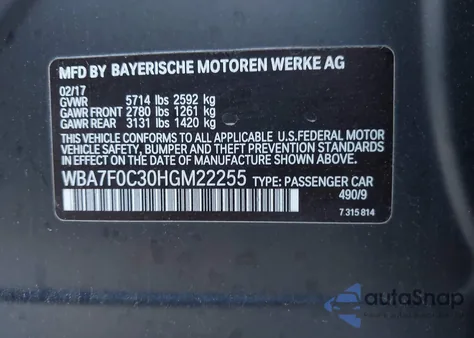 MFD BY BAYERISCHE MOTOREN WERKE AG
02/17
GVWR 5714 lbs 2592 kg
GAWR FRONT 2780 lbs 1261 kg
GAWR REAR 3131 lbs 1420 kg
THIS VEHICLE CONFORMS TO ALL APPLICABLE U.S.FEDERAL MOTOR
VEHICLE SAFETY, BUMPER AND THEFT PREVENTION STANDARDS
IN EFFECT ON THE DATE OF MANUFACTURE SHOWN ABOVE.
WBA7F0C30HGM22255 TYPE: PASSENGER CAR
490/9
7 315 814
autoSnap